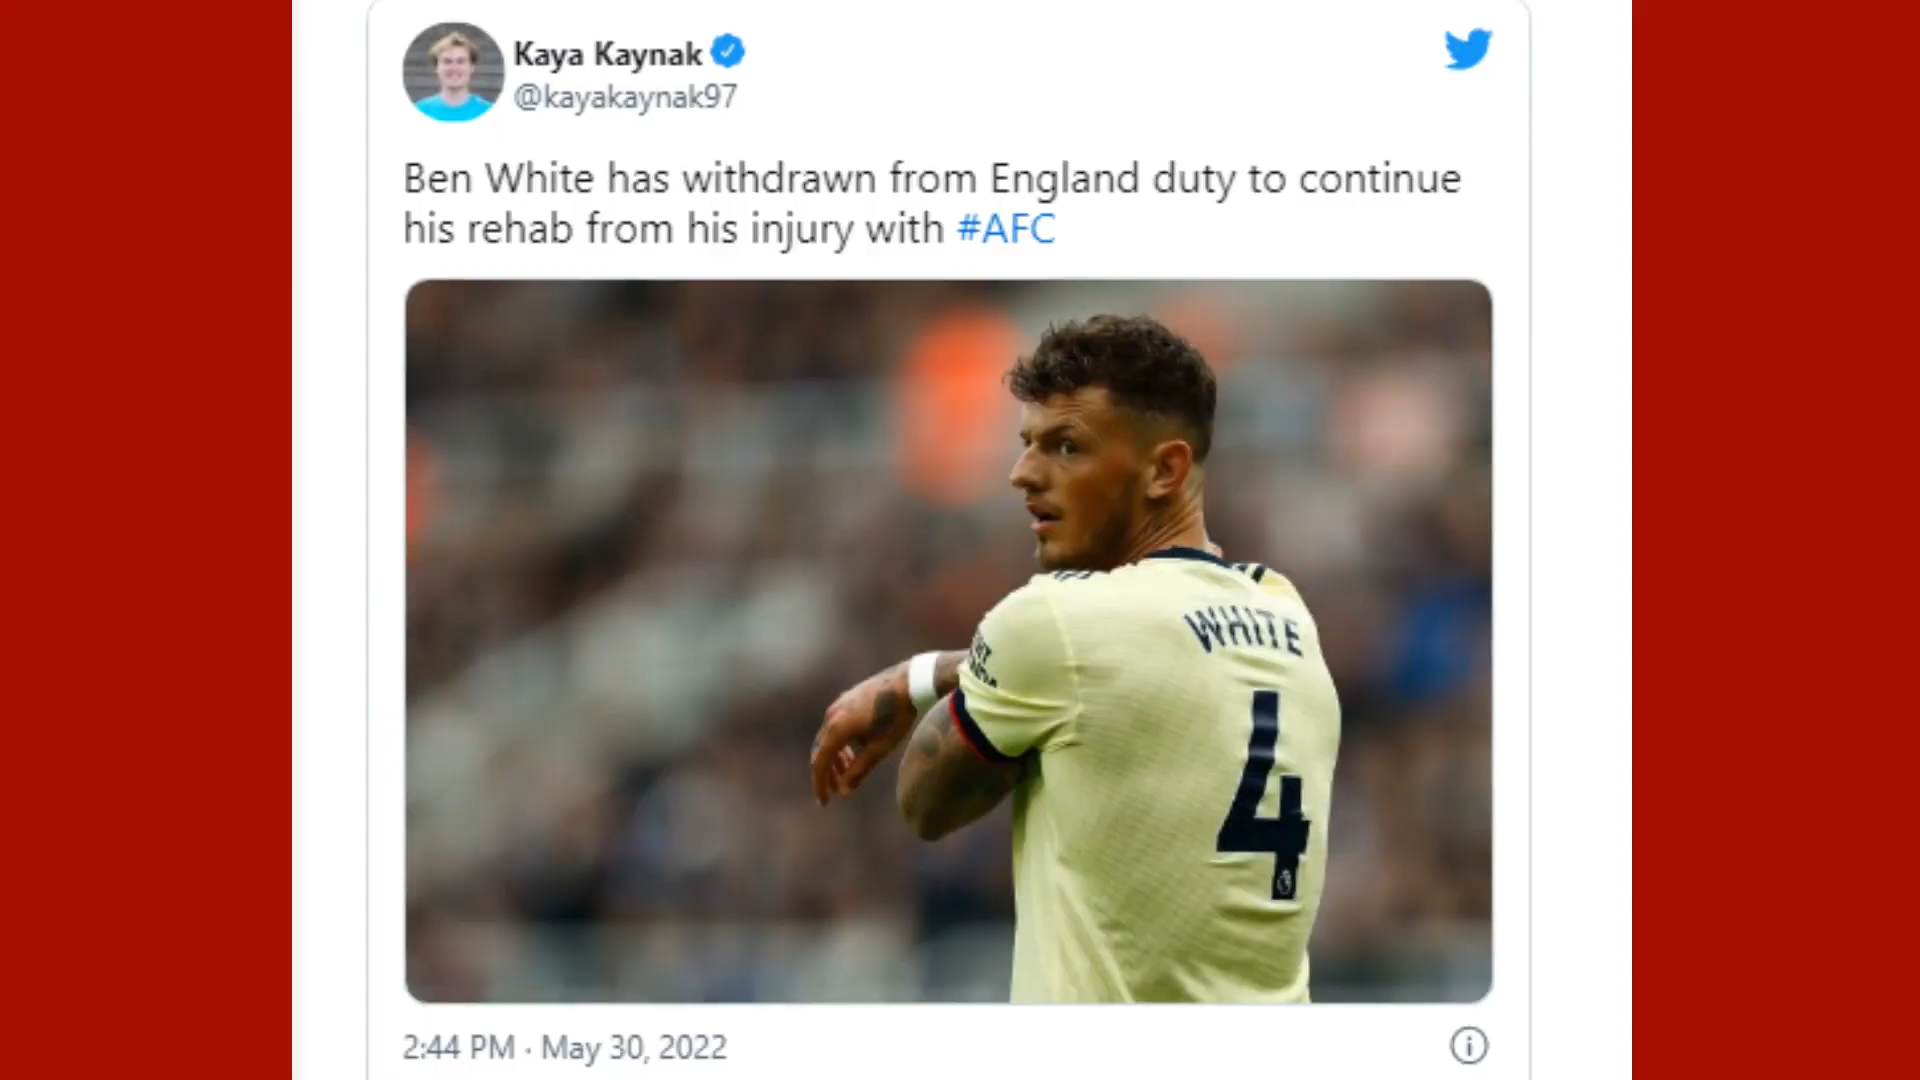 Kaya Kaynak
@kayakaynak97
Ben White has withdrawn from England duty to continue
his rehab from his injury with #AFC
WHITE
4
2:44 PM · May 30, 2022